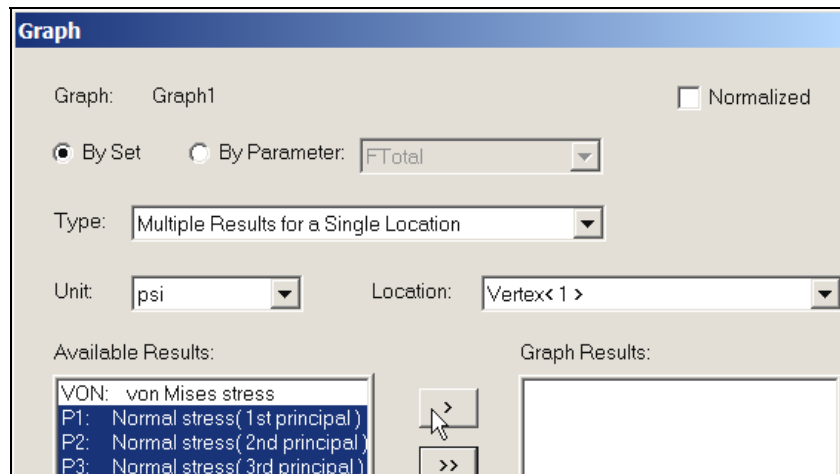 Graph
Graph: Graph1 Normalized
By Set By Parameter: FTotal
Type: Multiple Results for a Single Location
Unit: psi Location: Vertex< 1 >
Available Results: Graph Results:
VON: von Mises stress
P1: Normal stress( 1st principal )
>
P2: Normal stress( 2nd principal )
P3: Normal stress( 3rd principal )
>>